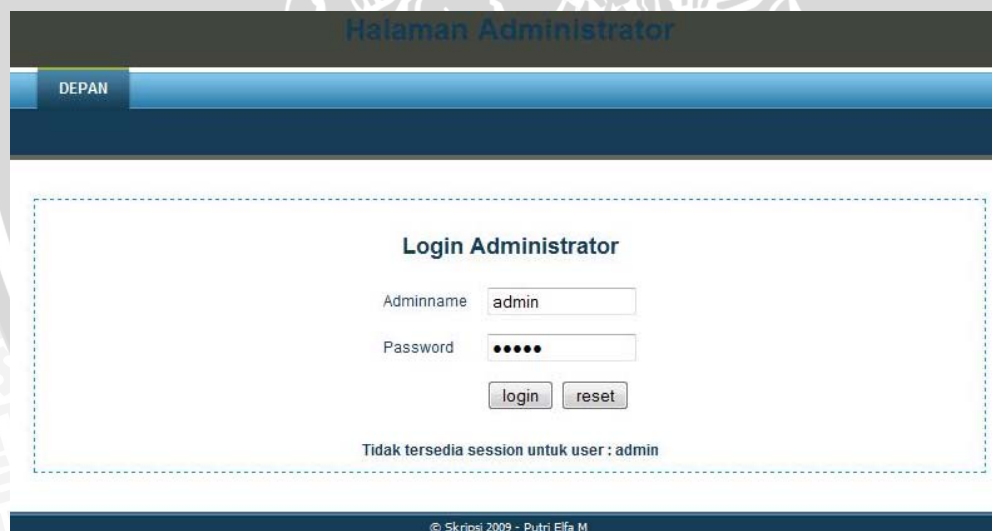 Halaman Administrator
DEPAN
Login Administrator
Adminname admin
Password •••••
login reset
Tidak tersedia session untuk user : admin
© Skripsi 2009 - Putri Elfa M